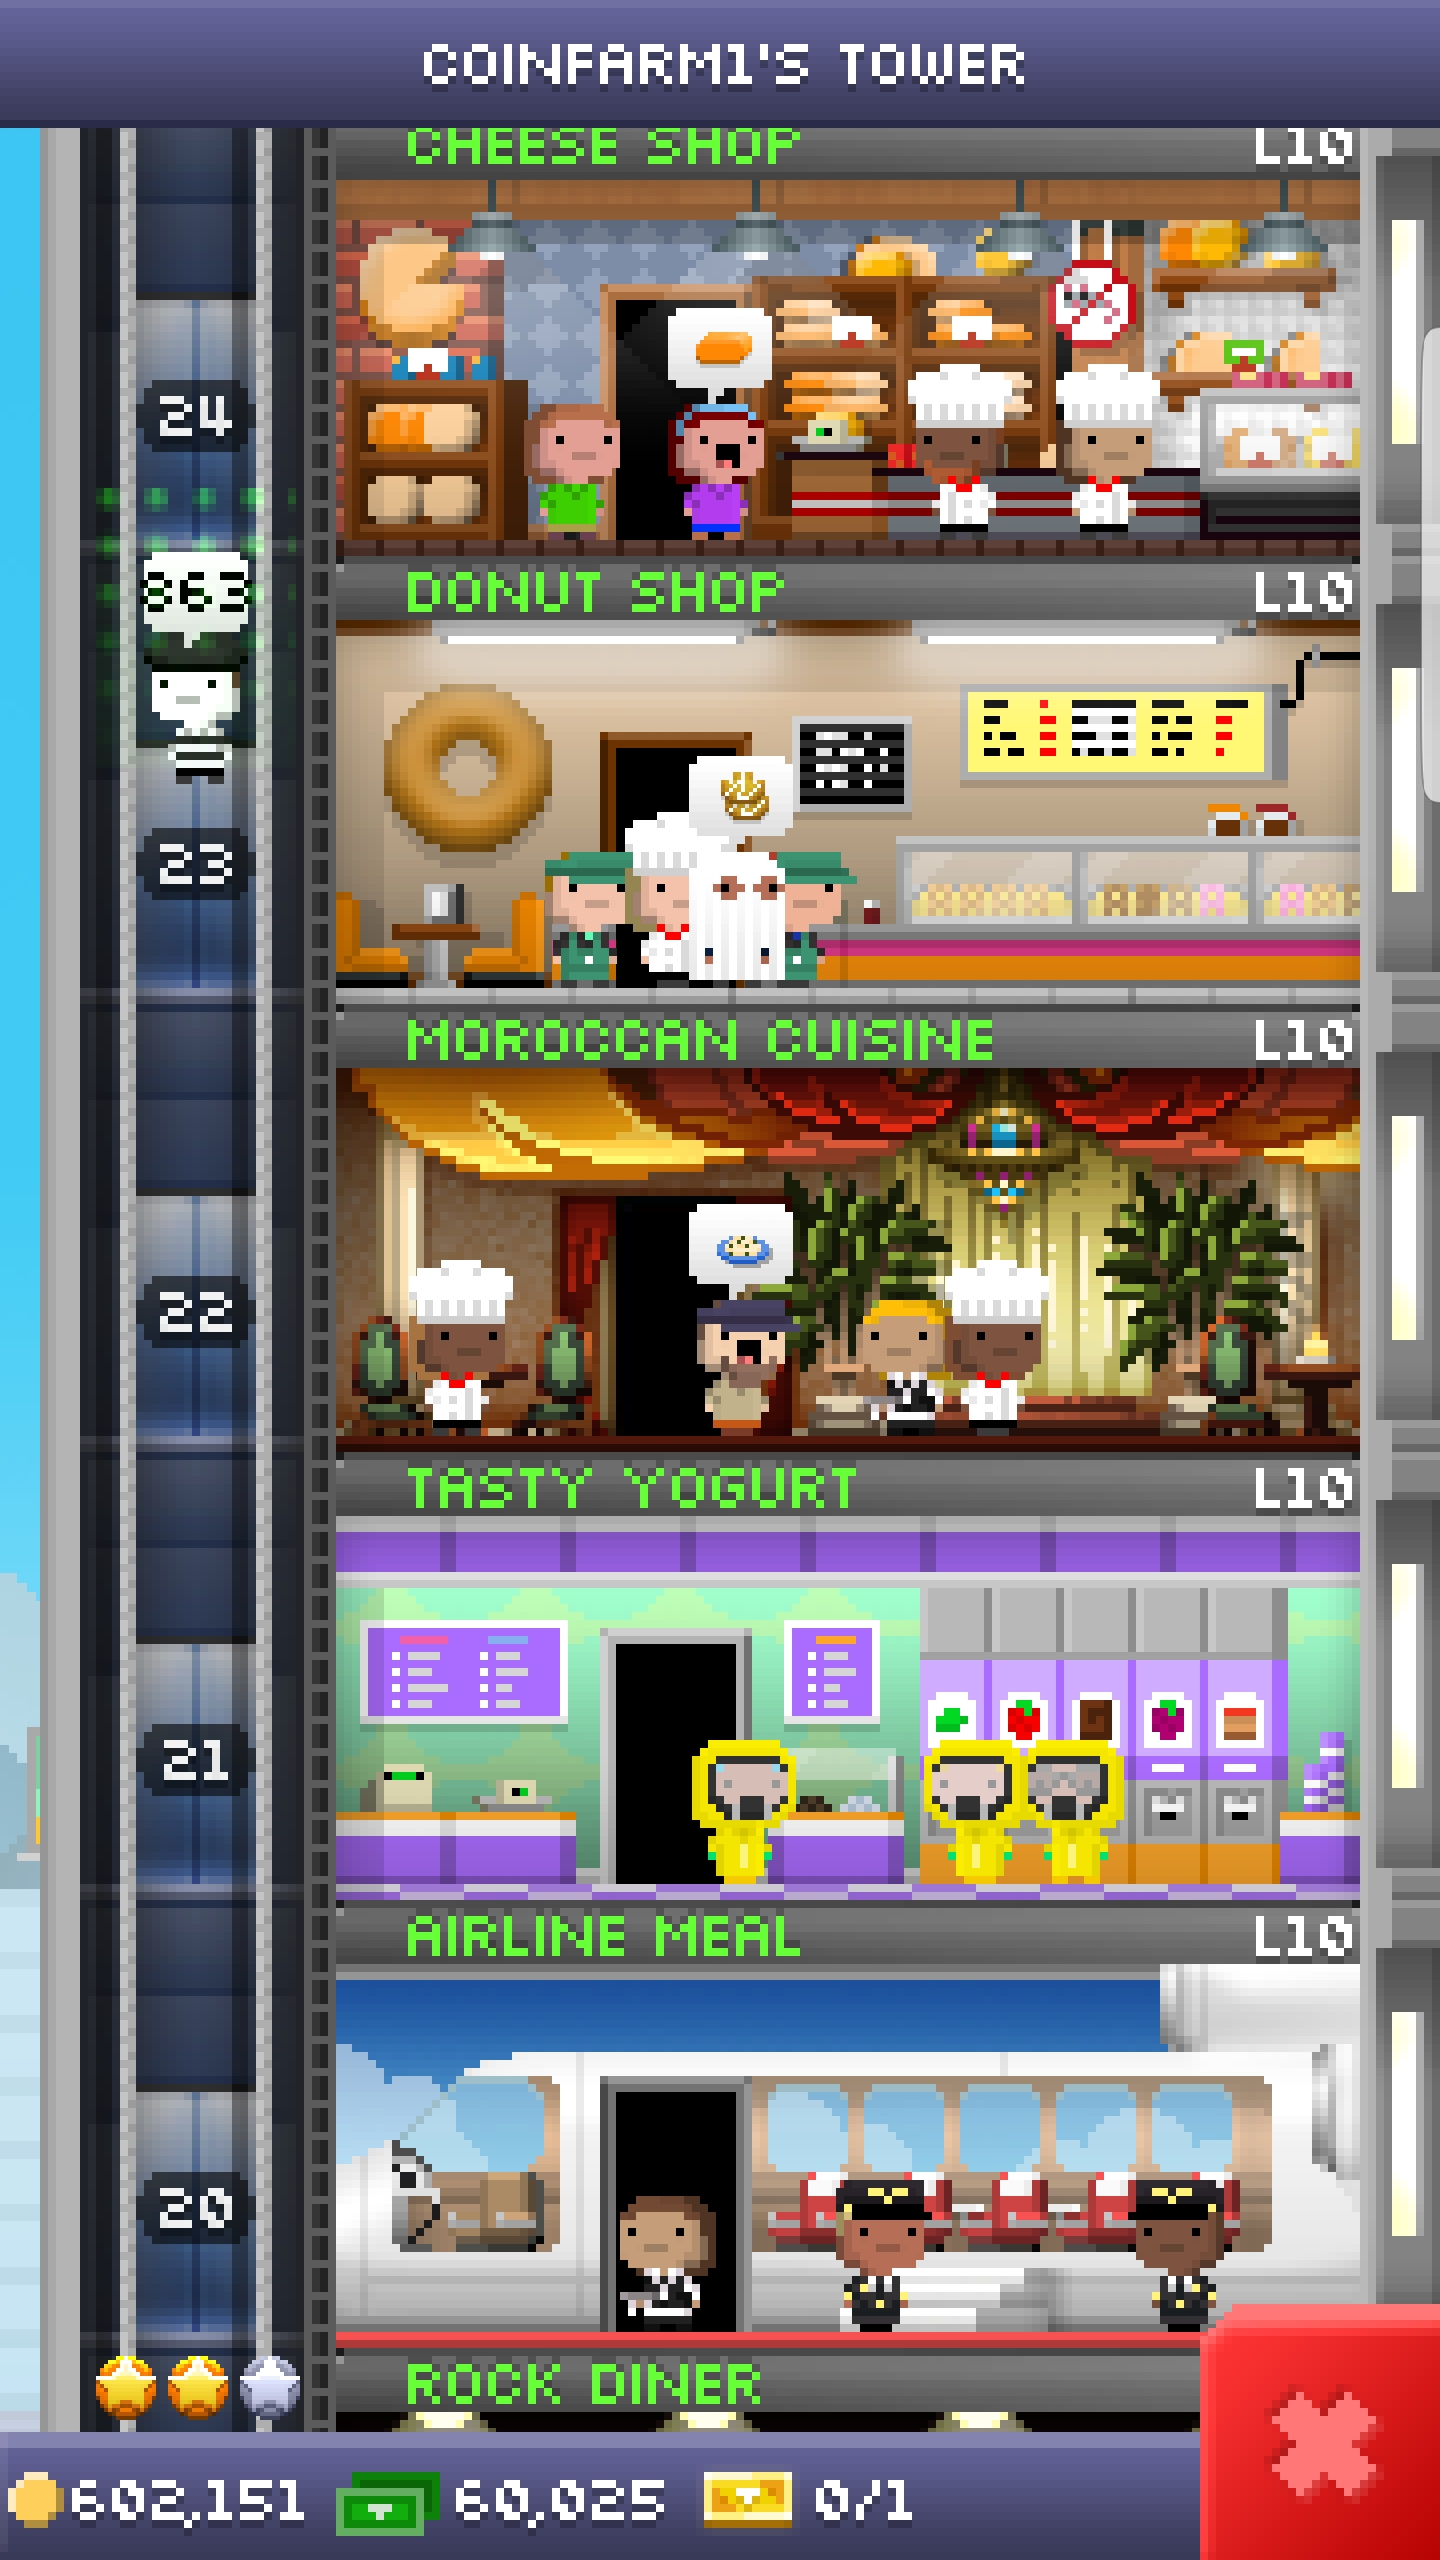 COINFARM1'S TOWER
CHEESE SHOP L10
24
863
DONUT SHOP L10
23
MOROCCAN CUISINE L10
22
TASTY YOGURT L10
21
AIRLINE MEAL L10
20
ROCK DINER
602,151 60,025 0/1